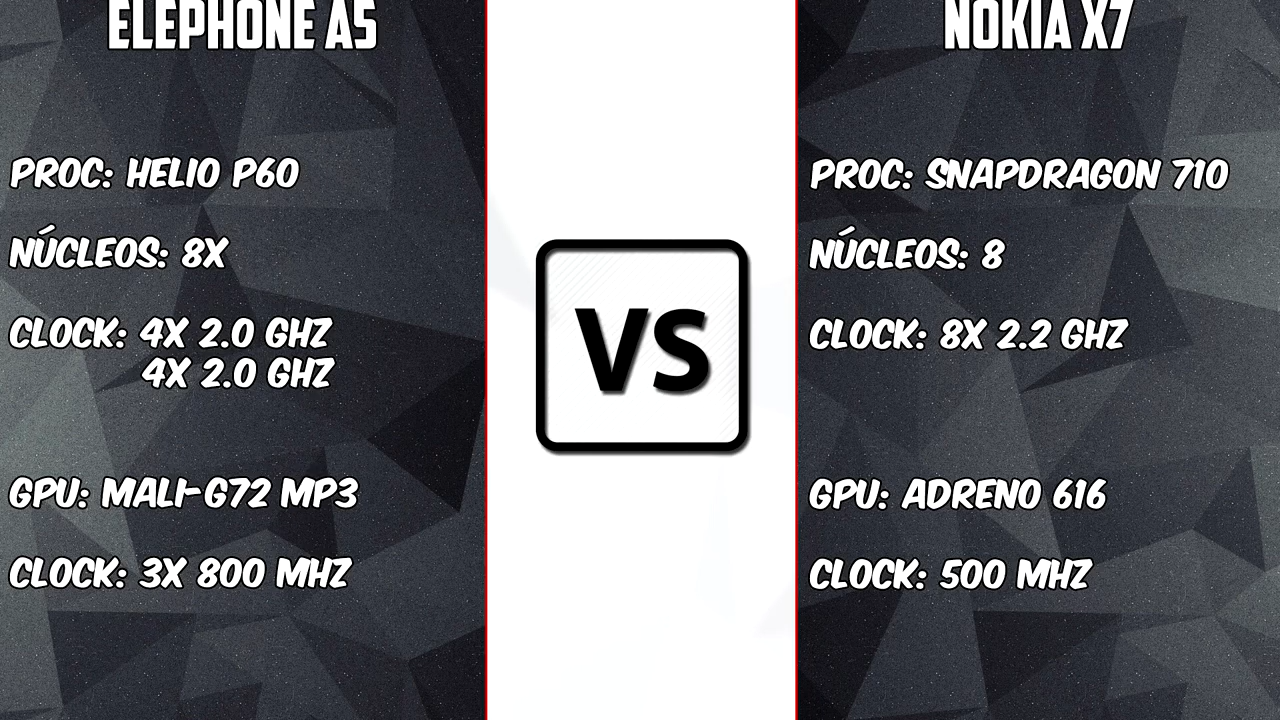 ELEPHONE A5
PROC: HELIO P60
NÚCLEOS: 8X
CLOCK: 4X 2.0 GHZ
4X 2.0 GHZ
GPU: MALI-G72 MP3
CLOCK: 3X 800 MHZ
VS
NOKIA X7
PROC: SNAPDRAGON 710
NÚCLEOS: 8
CLOCK: 8X 2.2 GHZ
GPU: ADRENO 616
CLOCK: 500 MHZ